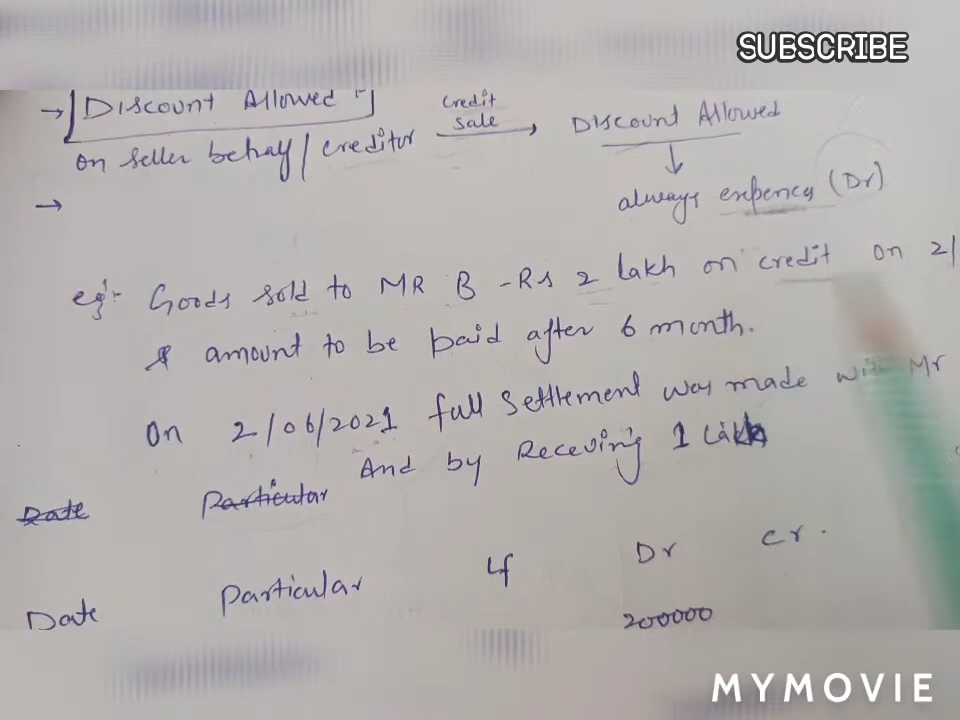 SUBSCRIBE
→ Discount Allowed :-
on seller behalf / creditor credit sale → Discount Allowed
↓
→ always expences (Dr)
eg:- Goods sold to MR B - Rs 2 lakh on credit on 2/
& amount to be paid after 6 month.
On 2/06/2021 full settlement was made with Mr
And by Receving 1 Lakh
Date Particular
Date Particular Lf Dr Cr.
200000
MYMOVIE